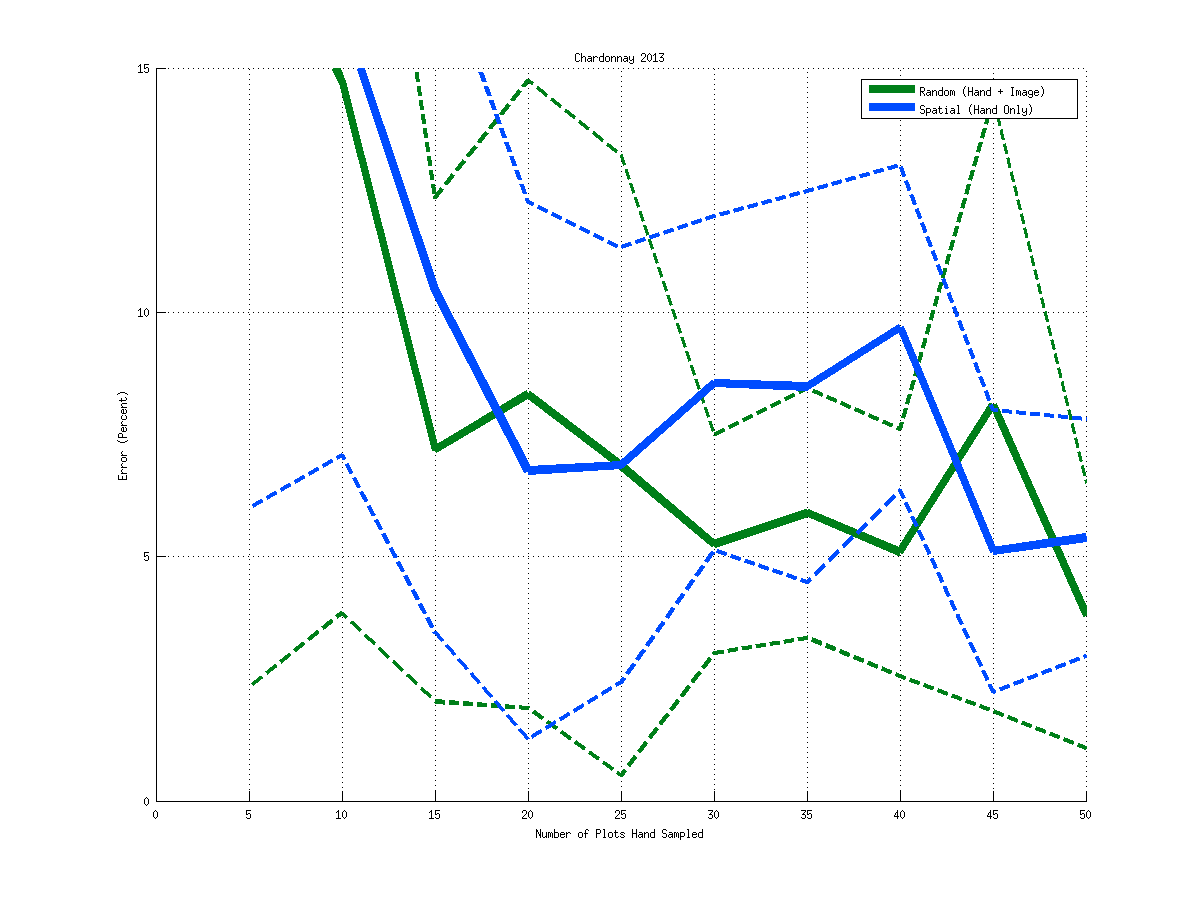 Chardonnay 2013
Random (Hand + Image)
Spatial (Hand Only)
15
10
5
0
Error (Percent)
0 5 10 15 20 25 30 35 40 45 50
Number of Plots Hand Sampled